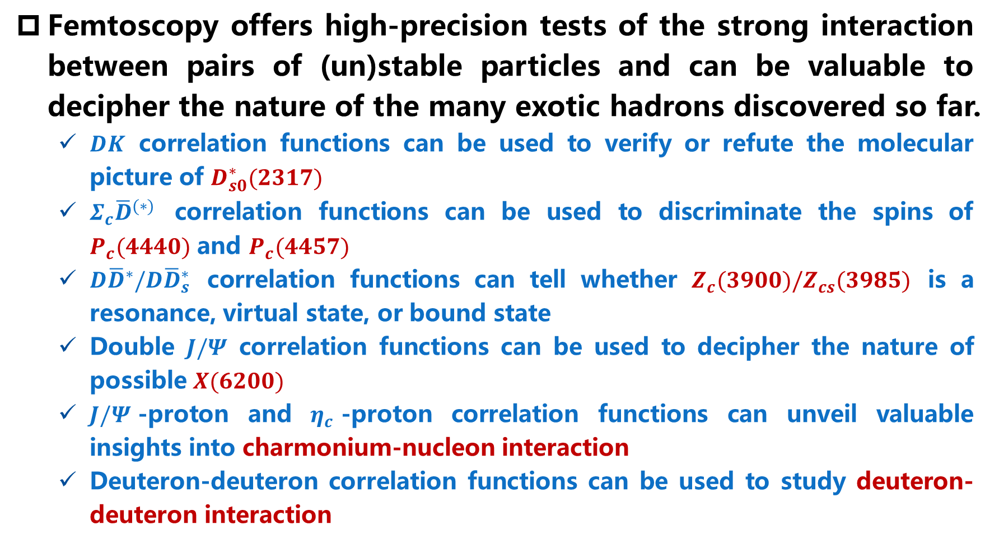 Femtoscopy offers high-precision tests of the strong interaction
between pairs of (un)stable particles and can be valuable to
decipher the nature of the many exotic hadrons discovered so far.
✓ DK correlation functions can be used to verify or refute the molecular
picture of D*s0(2317)
✓ ΣcD̅(*) correlation functions can be used to discriminate the spins of
Pc(4440) and Pc(4457)
✓ DD̅*/DD̅*s correlation functions can tell whether Zc(3900)/Zcs(3985) is a
resonance, virtual state, or bound state
✓ Double J/Ψ correlation functions can be used to decipher the nature of
possible X(6200)
✓ J/Ψ -proton and ηc -proton correlation functions can unveil valuable
insights into charmonium-nucleon interaction
✓ Deuteron-deuteron correlation functions can be used to study deuteron-
deuteron interaction